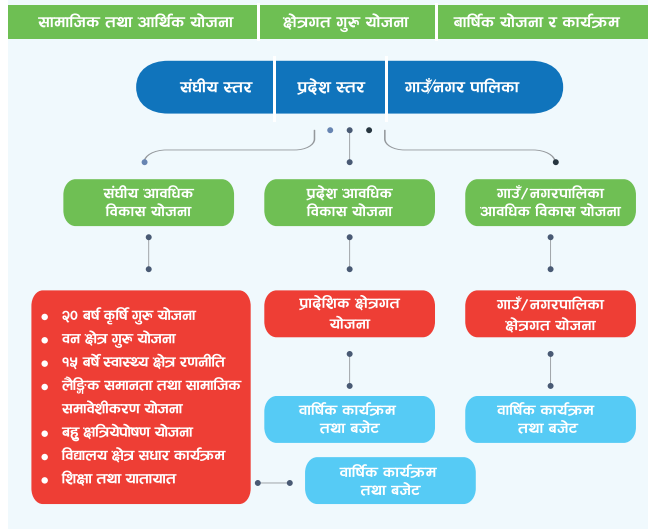 सामाजिक तथा आर्थिक योजना
क्षेत्रगत गुरू योजना
बार्षिक योजना र कार्यक्रम
संघीय स्तर
प्रदेश स्तर
गाउँ/नगर पालिका
संघीय आवधिक
विकास योजना
प्रदेश आवधिक
विकास योजना
गाउँ/नगरपालिका
आवधिक विकास योजना
२० बर्ष कृर्षि गुरू योजना
वन क्षेत्र गुरू योजना
१५ बर्षे स्वास्थ्य क्षेत्र रणनीति
लैङ्गिक समानता तथा सामाजिक
समावेशीकरण योजना
बहु क्षत्रियेपोषण योजना
विद्यालय क्षेत्र सधार कार्यक्रम
शिक्षा तथा यातायात
प्रादेशिक क्षेत्रगत
योजना
गाउँ/नगरपालिका
क्षेत्रगत योजना
वार्षिक कार्यक्रम
तथा बजेट
वार्षिक कार्यक्रम
तथा बजेट
वार्षिक कार्यक्रम
तथा बजेट